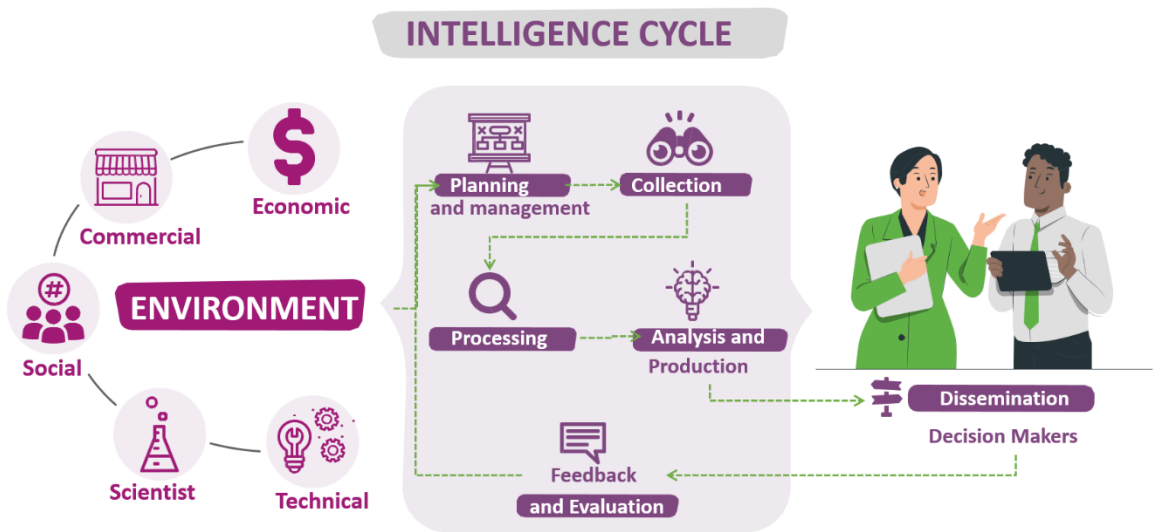 INTELLIGENCE CYCLE
$
Economic
Commercial
#
Social
ENVIRONMENT
Scientist
Technical
Planning
and management
Collection
Processing
Analysis and
Production
Dissemination
Decision Makers
Feedback
and Evaluation